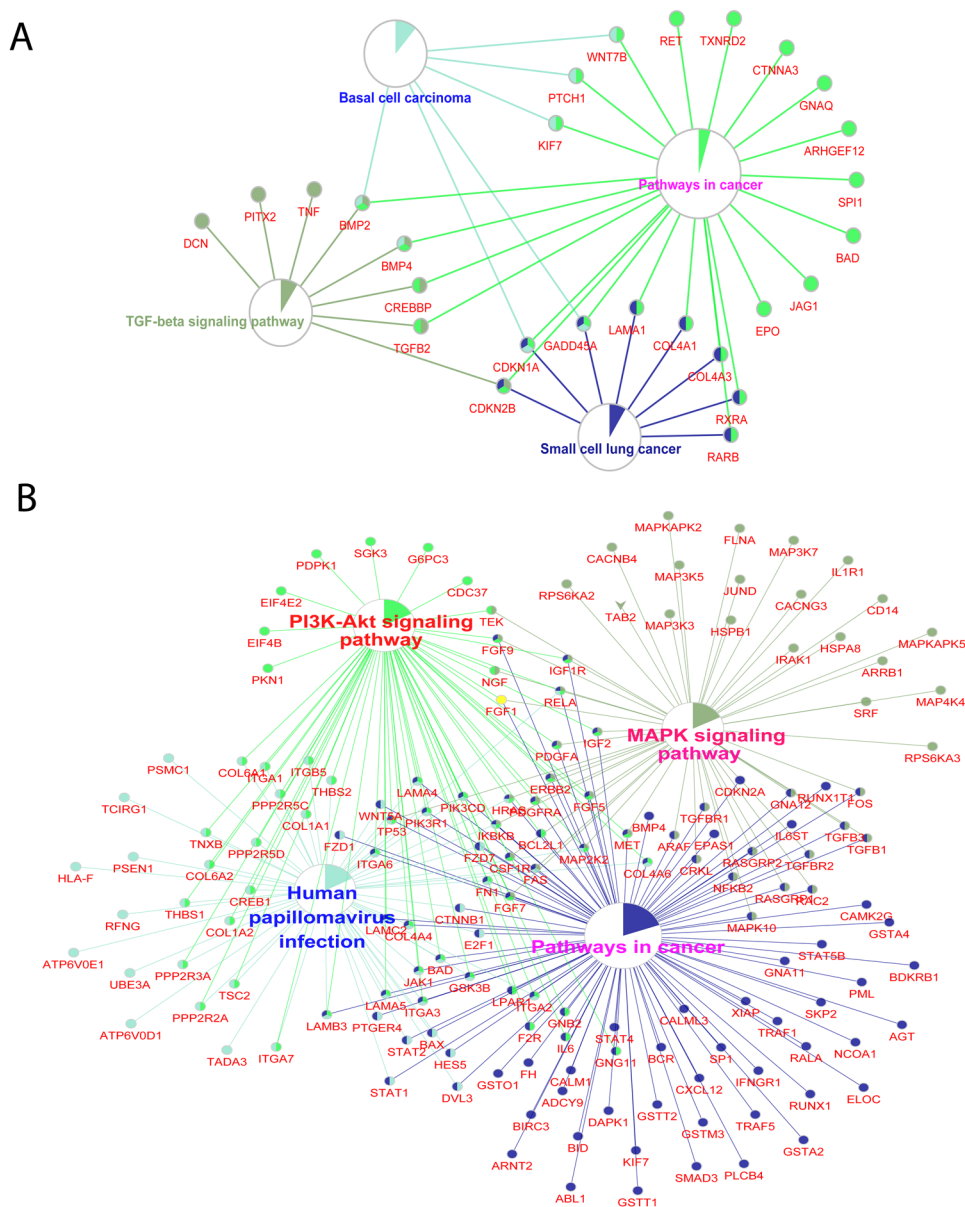 A
WNT7B
RET
TXNRD2
CTNNA3
Basal cell carcinoma
PTCH1
GNAQ
KIF7
ARHGEF12
Pathways in cancer
SPI1
PITX2
TNF
BMP2
DCN
BMP4
BAD
CREBBP
JAG1
TGF-beta signaling pathway
EPO
TGFB2
GADD45A
LAMA1
COL4A1
CDKN1A
COL4A3
CDKN2B
RXRA
Small cell lung cancer
RARB
B
MAPKAPK2
FLNA
SGK3
G6PC3
CACNB4
MAP3K7
PDPK1
IL1R1
CDC37
MAP3K5
JUND
EIF4E2
RPS6KA2
CACNG3
CD14
PI3K-Akt signaling
pathway
TEK
TAB2
MAP3K3
HSPB1
EIF4B
FGF9
HSPA8
MAPKAPK5
IGF1R
IRAK1
ARRB1
PKN1
NGF
RELA
FGF1
SRF
MAP4K4
MAPK signaling
pathway
IGF2
PDGFA
RPS6KA3
PSMC1
COL6A1
ITGA1
ITGB5
THBS2
LAMA4
ERBB2
CDKN2A
RUNX1T1
TCIRG1
PPP2R5C
WNT5A
PIK3CD
HRAS
PDGFRA
FGF5
GNA12
FOS
COL1A1
TP53
PIK3R1
BMP4
TGFBR1
TNXB
PPP2R5D
FZD1
IKBKB
BCL2L1
MET
ARAF
EPAS1
IL6ST
TGFB3
TGFB1
HLA-F
PSEN1
COL6A2
ITGA6
FZD7
CSF1R
MAP2K2
COL4A6
CRKL
RASGRP2
TGFBR2
RFNG
THBS1
CREB1
Human
papillomavirus
infection
FN1
FAS
NFKB2
RASGRP1
RAC2
COL1A2
FGF7
LAMC2
COL4A4
CTNNB1
MAPK10
CAMK2G
GSTA4
E2F1
Pathways in cancer
ATP6V0E1
PPP2R3A
BAD
STAT5B
UBE3A
JAK1
GSK3B
GNA11
BDKRB1
TSC2
LAMA5
ITGA3
LPAR1
ITGA2
PML
PPP2R2A
LAMB3
PTGER4
GNB2
CALML3
XIAP
SKP2
ATP6V0D1
STAT2
BAX
F2R
STAT4
TRAF1
AGT
TADA3
ITGA7
HES5
IL6
GNG11
BCR
SP1
RALA
NCOA1
STAT1
DVL3
GSTO1
FH
CALM1
CXCL12
IFNGR1
ELOC
ADCY9
RUNX1
BIRC3
DAPK1
GSTT2
GSTM3
TRAF5
ARNT2
BID
KIF7
GSTA2
SMAD3
PLCB4
ABL1
GSTT1